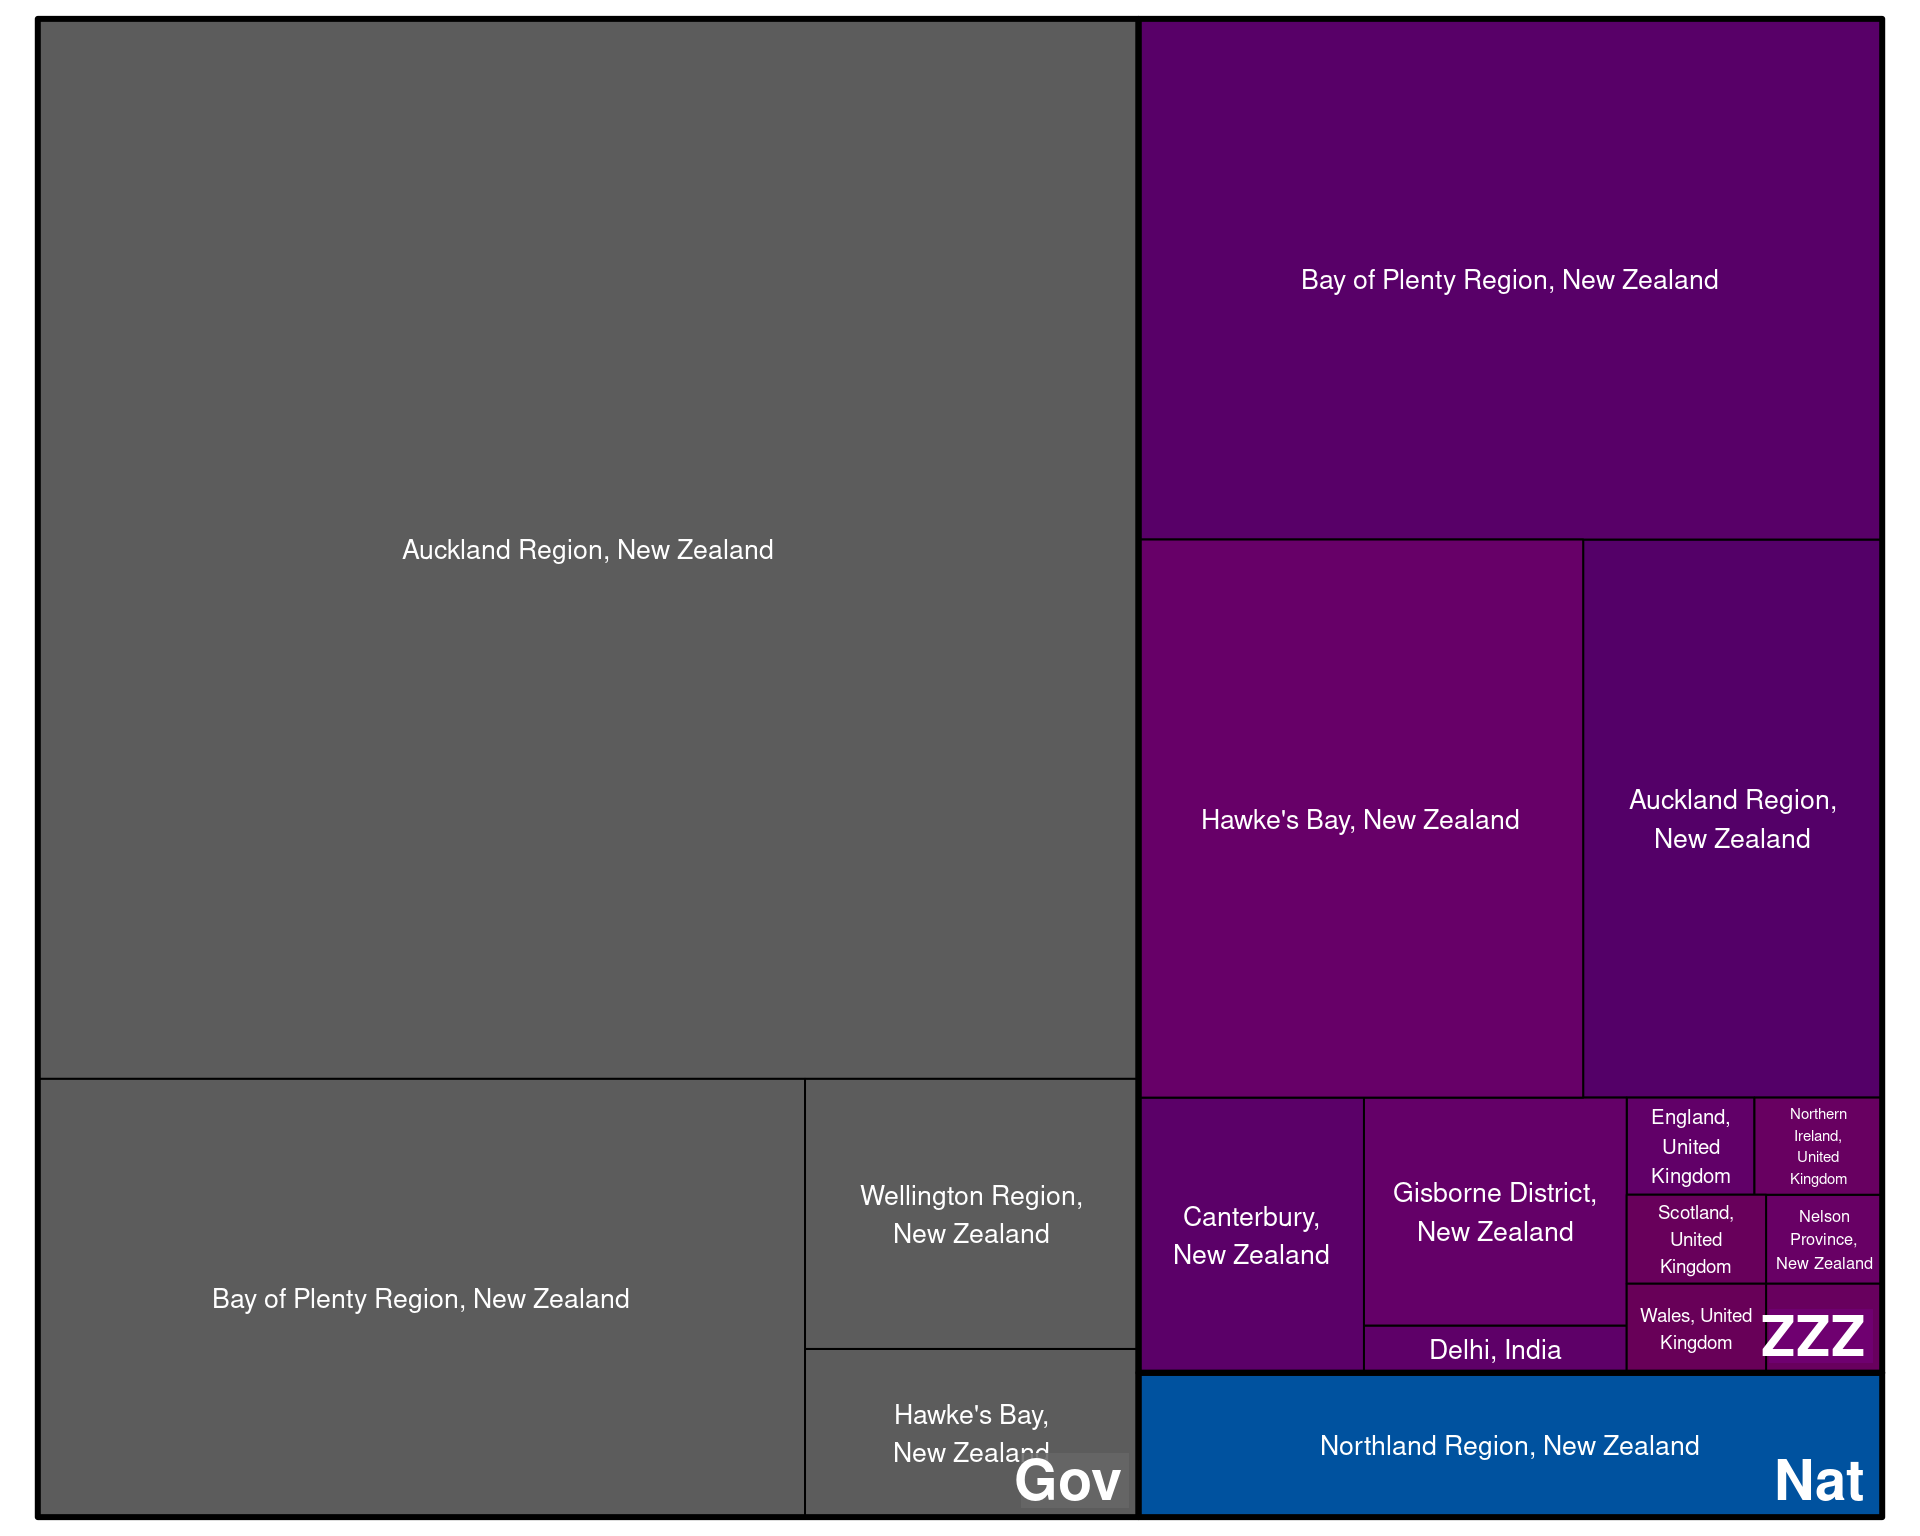 Auckland Region, New Zealand
Bay of Plenty Region, New Zealand
Wellington Region,
New Zealand
Hawke's Bay,
New Zealand
Gov
Bay of Plenty Region, New Zealand
Hawke's Bay, New Zealand
Auckland Region,
New Zealand
Canterbury,
New Zealand
Gisborne District,
New Zealand
Delhi, India
England,
United
Kingdom
Northern
Ireland,
United
Kingdom
Scotland,
United
Kingdom
Nelson
Province,
New Zealand
Wales, United
Kingdom
ZZZ
Northland Region, New Zealand
Nat